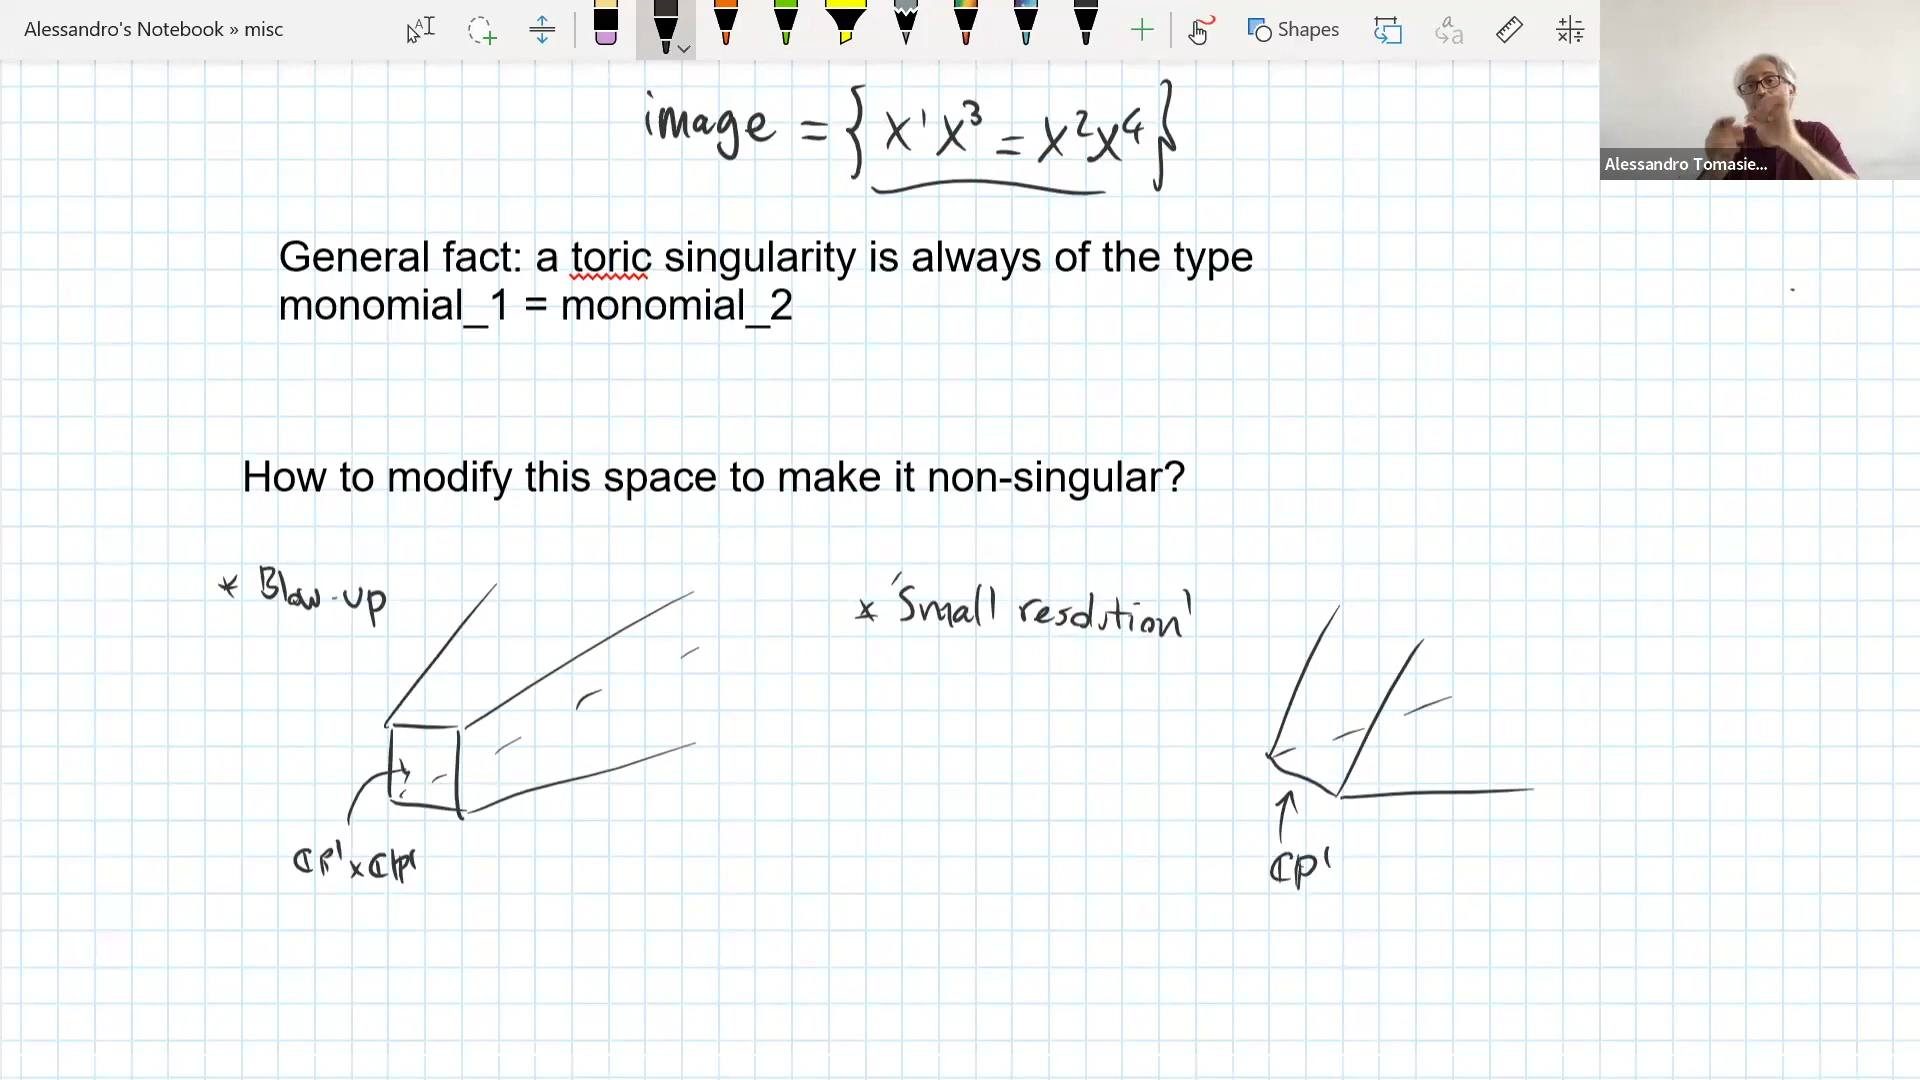 Alessandro's Notebook » misc
Shapes
Alessandro Tomasie...
image = {x¹x³ = x²x⁴}
General fact: a toric singularity is always of the type
monomial_1 = monomial_2
How to modify this space to make it non-singular?
* Blow-up
* 'Small resolution'
ℂP¹×ℂP¹
ℂP¹